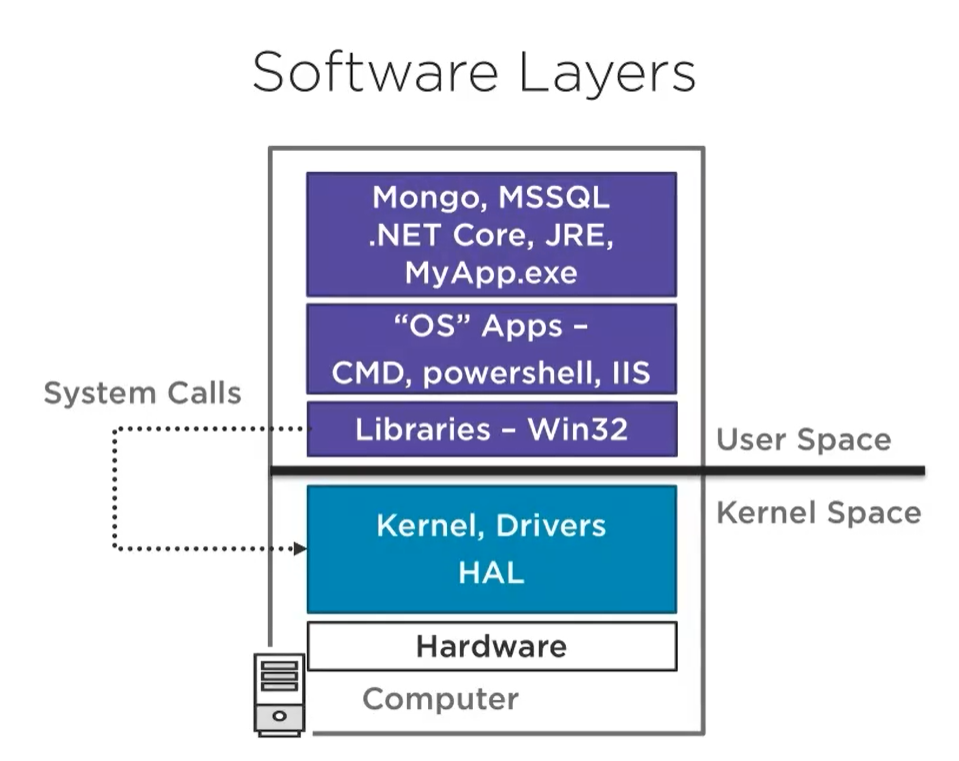 Software Layers
Mongo, MSSQL
.NET Core, JRE,
MyApp.exe
“OS” Apps –
CMD, powershell, IIS
System Calls
Libraries – Win32
User Space
Kernel Space
Kernel, Drivers
HAL
Hardware
Computer